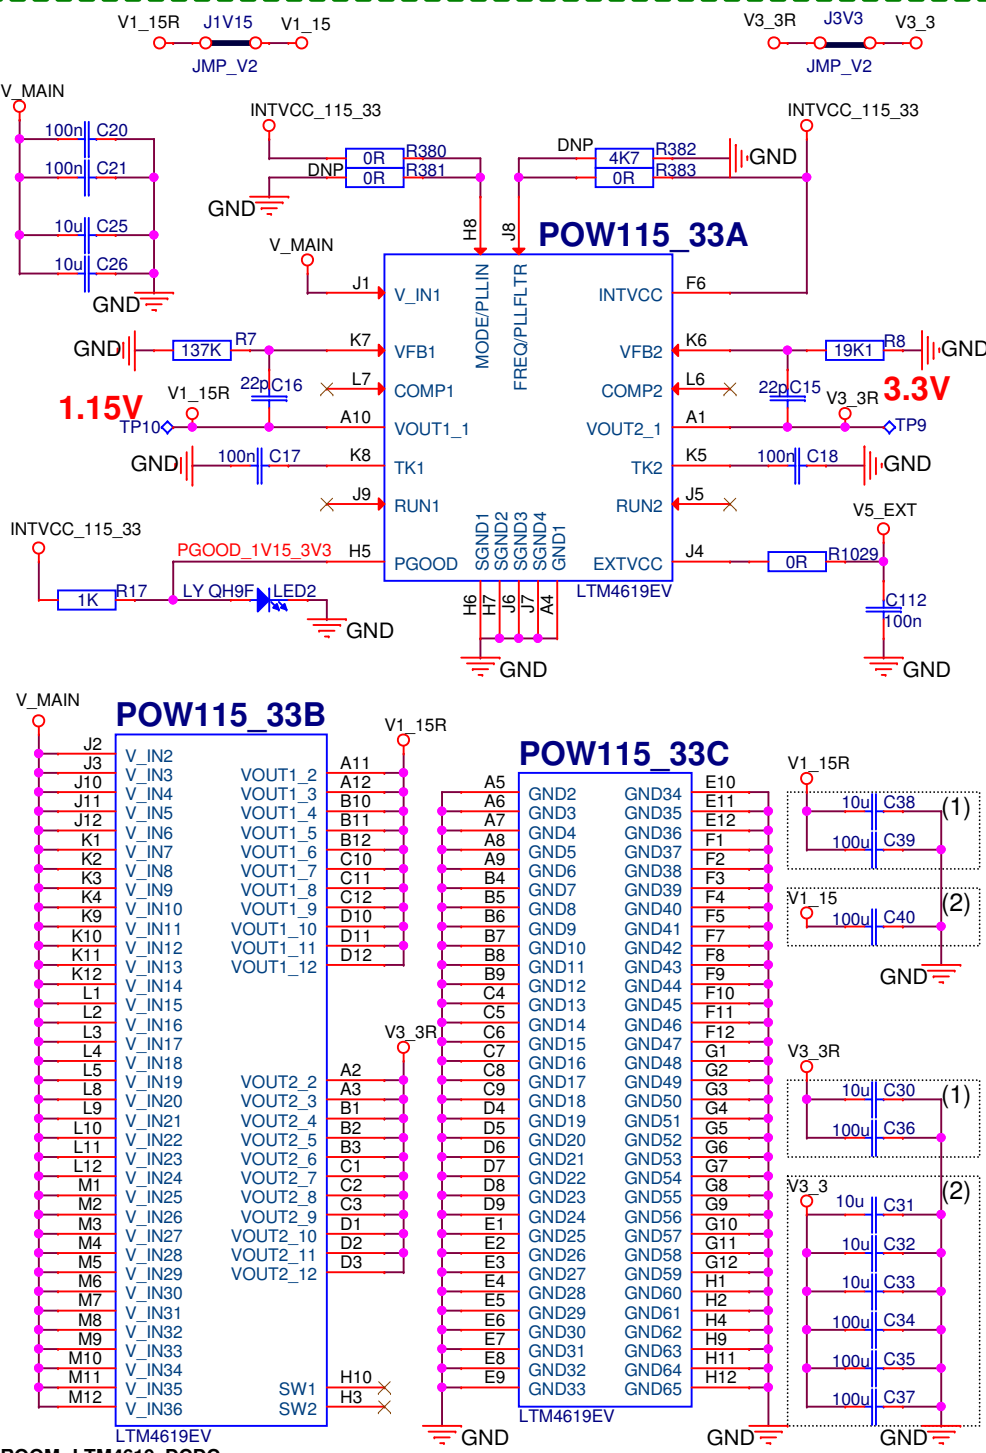 V1_15R J1V15 V1_15
JMP_V2
V3_3R J3V3 V3_3
JMP_V2
V_MAIN
100n C20
100n C21
10u C25
10u C26
GND
INTVCC_115_33
0R R380
DNP 0R R381
GND
INTVCC_115_33
DNP 4K7 R382 GND
0R R383
V_MAIN
POW115_33A
H8 J8
J1 V_IN1
MODE/PLLIN
FREQ/PLLFLTR
INTVCC F6
GND 137K R7 K7 VFB1
VFB2 K6 19K1 R8 GND
22p C16
L7 COMP1
COMP2 L6
22p C15
1.15V
3.3V
V1_15R
V3_3R
TP10 A10 VOUT1_1
VOUT2_1 A1 TP9
GND 100n C17 K8 TK1
TK2 K5 100n C18 GND
J9 RUN1
RUN2 J5
INTVCC_115_33
V5_EXT
PGOOD_1V15_3V3 H5 PGOOD
SGND1
SGND2
SGND3
SGND4
GND1
EXTVCC J4 0R R1029
LTM4619EV
1K R17 LY QH9F LED2
GND
H6
H7
J6
J7
A4
GND
C112
100n
GND
V_MAIN
POW115_33B
J2 V_IN2
J3 V_IN3
J10 V_IN4
J11 V_IN5
J12 V_IN6
K1 V_IN7
K2 V_IN8
K3 V_IN9
K4 V_IN10
K9 V_IN11
K10 V_IN12
K11 V_IN13
K12 V_IN14
L1 V_IN15
L2 V_IN16
L3 V_IN17
L4 V_IN18
L5 V_IN19
L8 V_IN20
L9 V_IN21
L10 V_IN22
L11 V_IN23
L12 V_IN24
M1 V_IN25
M2 V_IN26
M3 V_IN27
M4 V_IN28
M5 V_IN29
M6 V_IN30
M7 V_IN31
M8 V_IN32
M9 V_IN33
M10 V_IN34
M11 V_IN35
M12 V_IN36
V1_15R
VOUT1_2 A11
VOUT1_3 A12
VOUT1_4 B10
VOUT1_5 B11
VOUT1_6 B12
VOUT1_7 C10
VOUT1_8 C11
VOUT1_9 C12
VOUT1_10 D10
VOUT1_11 D11
VOUT1_12 D12
V3_3R
VOUT2_2 A2
VOUT2_3 A3
VOUT2_4 B1
VOUT2_5 B2
VOUT2_6 B3
VOUT2_7 C1
VOUT2_8 C2
VOUT2_9 C3
VOUT2_10 D1
VOUT2_11 D2
VOUT2_12 D3
SW1 H10
SW2 H3
LTM4619EV
POW115_33C
A5 GND2 GND34 E10
A6 GND3 GND35 E11
A7 GND4 GND36 E12
A8 GND5 GND37 F1
A9 GND6 GND38 F2
B4 GND7 GND39 F3
B5 GND8 GND40 F4
B6 GND9 GND41 F5
B7 GND10 GND42 F7
B8 GND11 GND43 F8
B9 GND12 GND44 F9
C4 GND13 GND45 F10
C5 GND14 GND46 F11
C6 GND15 GND47 F12
C7 GND16 GND48 G1
C8 GND17 GND49 G2
C9 GND18 GND50 G3
D4 GND19 GND51 G4
D5 GND20 GND52 G5
D6 GND21 GND53 G6
D7 GND22 GND54 G7
D8 GND23 GND55 G8
D9 GND24 GND56 G9
E1 GND25 GND57 G10
E2 GND26 GND58 G11
E3 GND27 GND59 G12
E4 GND28 GND60 H1
E5 GND29 GND61 H2
E6 GND30 GND62 H4
E7 GND31 GND63 H9
E8 GND32 GND64 H11
E9 GND33 GND65 H12
LTM4619EV
GND
GND
V1_15R
10u C38 (1)
100u C39
V1_15
100u C40 (2)
GND
V3_3R
10u C30 (1)
100u C36
V3_3
(2)
10u C31
10u C32
10u C33
100u C34
100u C35
100u C37
GND